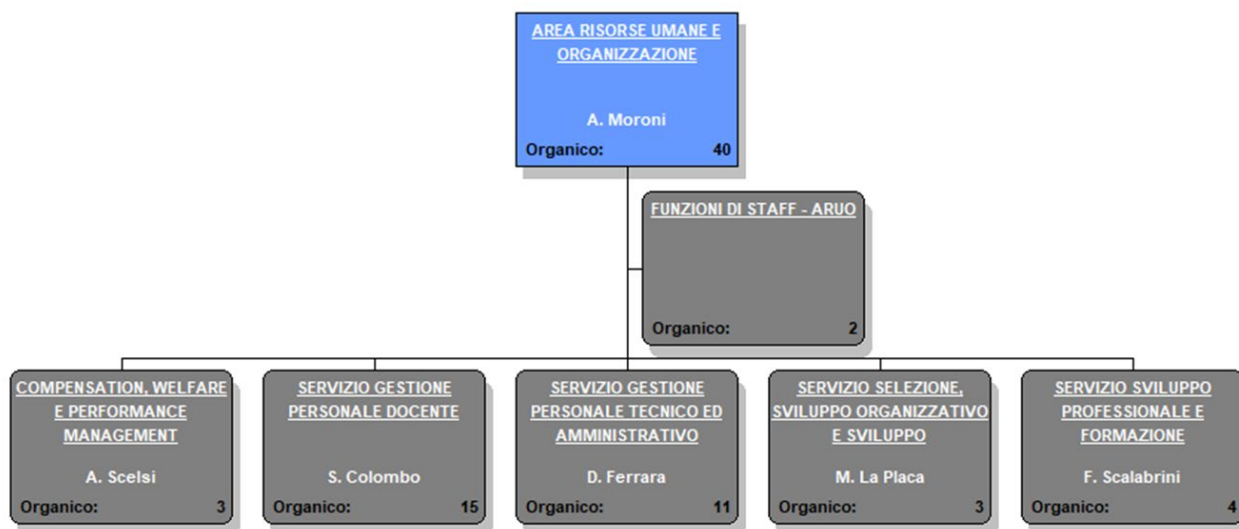 AREA RISORSE UMANE E
ORGANIZZAZIONE
A. Moroni
Organico: 40
FUNZIONI DI STAFF - ARUO
Organico: 2
COMPENSATION, WELFARE
E PERFORMANCE
MANAGEMENT
A. Scelsi
Organico: 3
SERVIZIO GESTIONE
PERSONALE DOCENTE
S. Colombo
Organico: 15
SERVIZIO GESTIONE
PERSONALE TECNICO ED
AMMINISTRATIVO
D. Ferrara
Organico: 11
SERVIZIO SELEZIONE,
SVILUPPO ORGANIZZATIVO
E SVILUPPO
M. La Placa
Organico: 3
SERVIZIO SVILUPPO
PROFESSIONALE E
FORMAZIONE
F. Scalabrini
Organico: 4